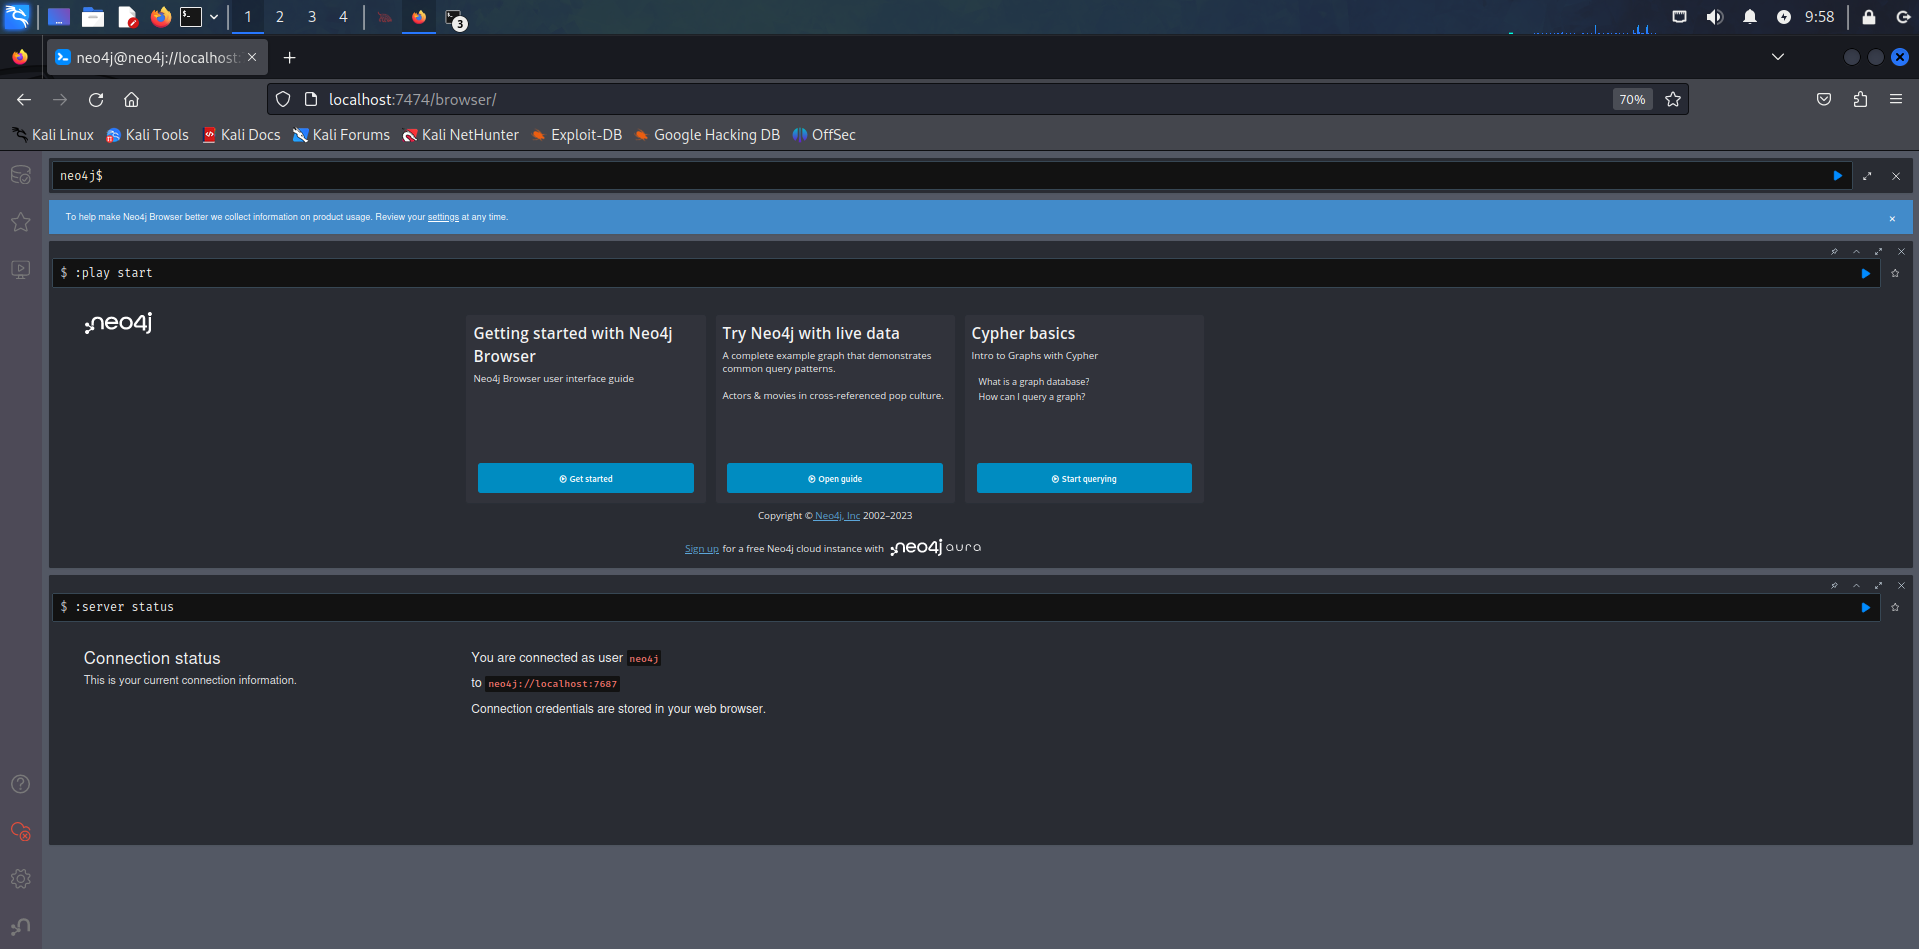 1 2 3 4 3 9:58
neo4j@neo4j://localhost:
localhost:7474/browser/ 70%
Kali Linux Kali Tools Kali Docs Kali Forums Kali NetHunter Exploit-DB Google Hacking DB OffSec
neo4j$
To help make Neo4j Browser better we collect information on product usage. Review your settings at any time.
$ :play start
neo4j
Getting started with Neo4j
Browser
Neo4j Browser user interface guide
Get started
Try Neo4j with live data
A complete example graph that demonstrates
common query patterns.
Actors & movies in cross-referenced pop culture.
Open guide
Cypher basics
Intro to Graphs with Cypher
What is a graph database?
How can I query a graph?
Start querying
Copyright © Neo4j, Inc 2002–2023
Sign up for a free Neo4j cloud instance with neo4j aura
$ :server status
Connection status
This is your current connection information.
You are connected as user neo4j
to neo4j://localhost:7687
Connection credentials are stored in your web browser.